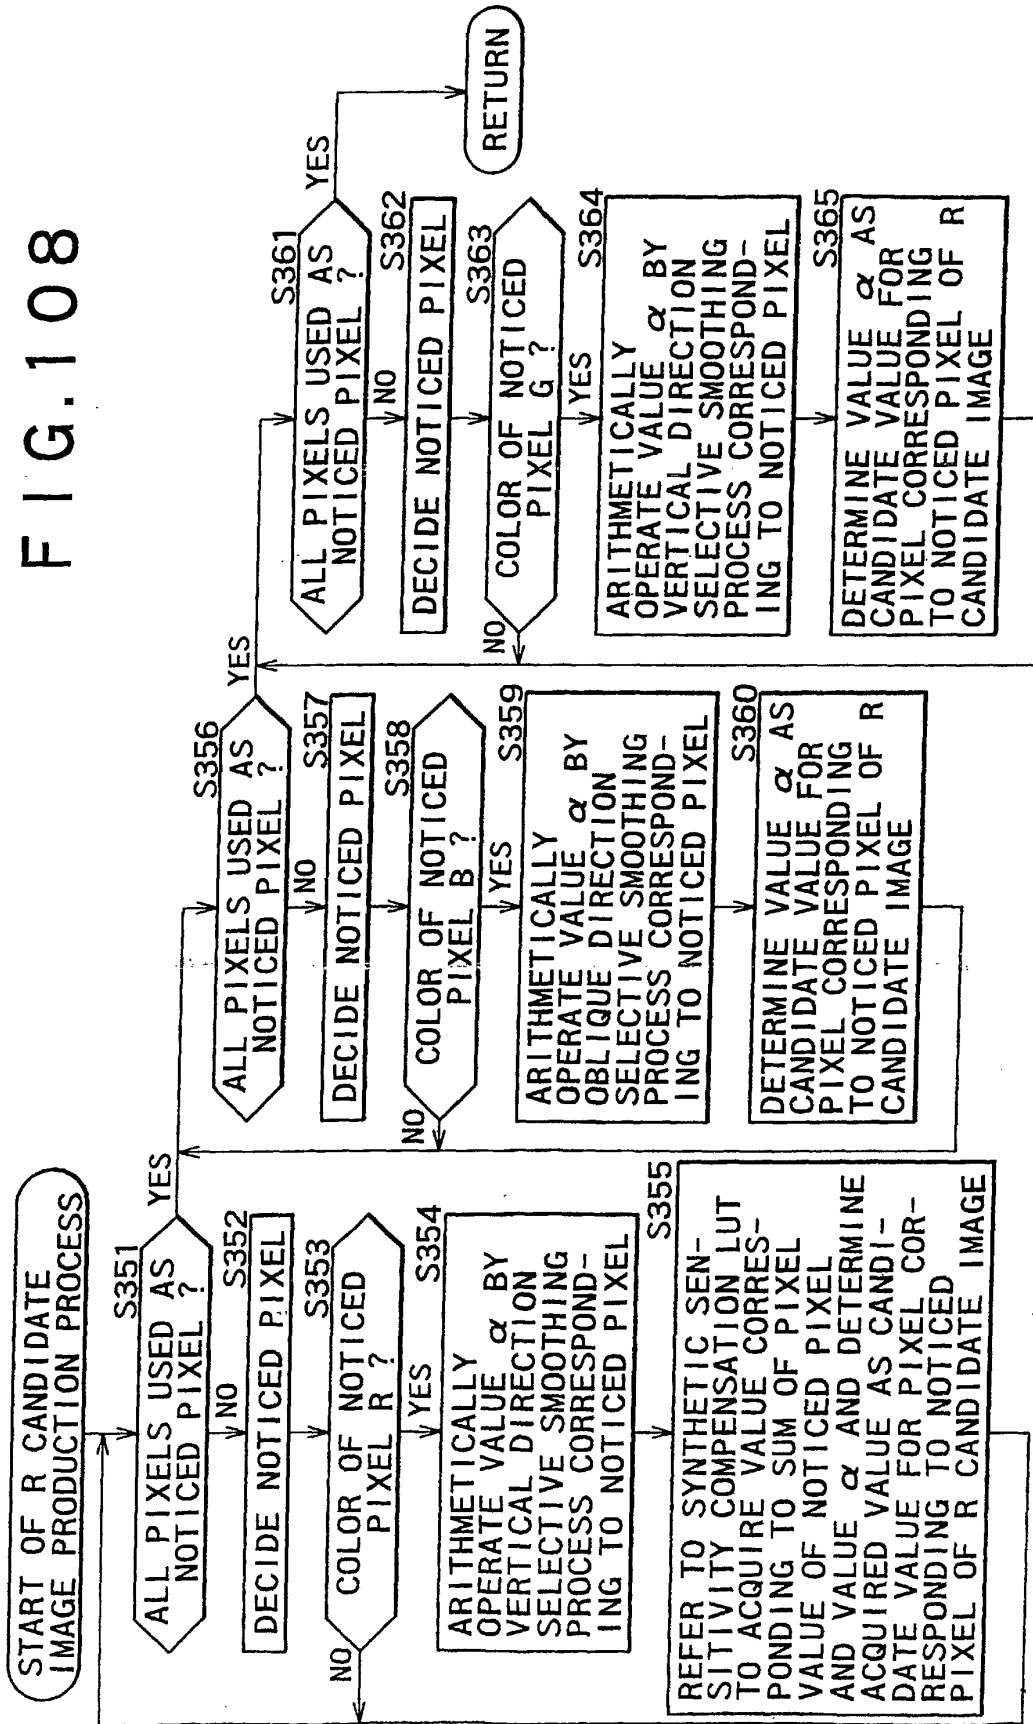 FIG.108
START OF R CANDIDATE
IMAGE PRODUCTION PROCESS
S351
ALL PIXELS USED AS
NOTICED PIXEL ?
YES
NO
S352
DECIDE NOTICED PIXEL
S353
COLOR OF NOTICED
PIXEL R ?
NO
YES
S354
ARITHMETICALLY
OPERATE VALUE α BY
VERTICAL DIRECTION
SELECTIVE SMOOTHING
PROCESS CORRESPOND-
ING TO NOTICED PIXEL
S355
REFER TO SYNTHETIC SEN-
SITIVITY COMPENSATION LUT
TO ACQUIRE VALUE CORRES-
PONDING TO SUM OF PIXEL
VALUE OF NOTICED PIXEL
AND VALUE α AND DETERMINE
ACQUIRED VALUE AS CANDI-
DATE VALUE FOR PIXEL COR-
RESPONDING TO NOTICED
PIXEL OF R CANDIDATE IMAGE
S356
ALL PIXELS USED AS
NOTICED PIXEL ?
YES
NO
S357
DECIDE NOTICED PIXEL
S358
COLOR OF NOTICED
PIXEL B ?
NO
YES
S359
ARITHMETICALLY
OPERATE VALUE α BY
OBLIQUE DIRECTION
SELECTIVE SMOOTHING
PROCESS CORRESPOND-
ING TO NOTICED PIXEL
S360
DETERMINE VALUE α AS
CANDIDATE VALUE FOR
PIXEL CORRESPONDING
TO NOTICED PIXEL OF R
CANDIDATE IMAGE
S361
ALL PIXELS USED AS
NOTICED PIXEL ?
YES
NO
S362
DECIDE NOTICED PIXEL
S363
COLOR OF NOTICED
PIXEL G ?
NO
YES
S364
ARITHMETICALLY
OPERATE VALUE α BY
VERTICAL DIRECTION
SELECTIVE SMOOTHING
PROCESS CORRESPOND-
ING TO NOTICED PIXEL
S365
DETERMINE VALUE α AS
CANDIDATE VALUE FOR
PIXEL CORRESPONDING
TO NOTICED PIXEL OF R
CANDIDATE IMAGE
RETURN